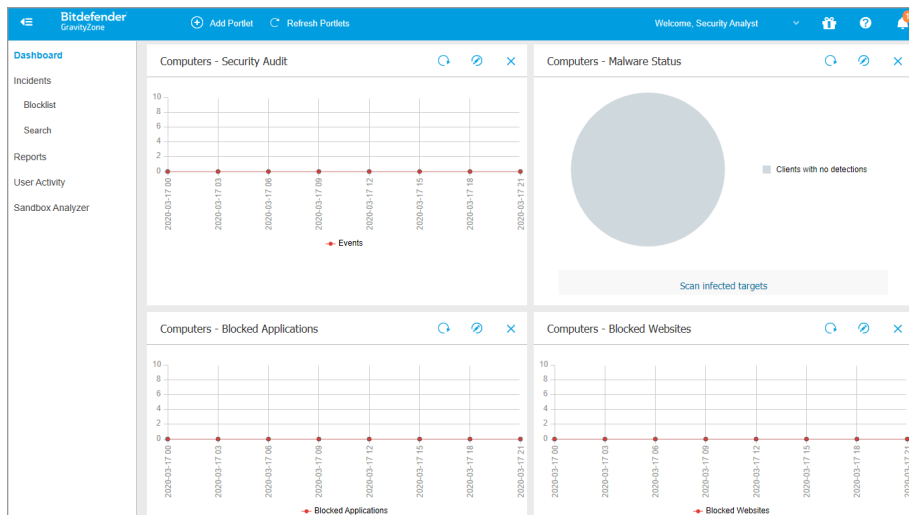 Bitdefender
GravityZone
Add Portlet
Refresh Portlets
Welcome, Security Analyst
Dashboard
Incidents
Blocklist
Search
Reports
User Activity
Sandbox Analyzer
Computers - Security Audit
10
8
6
4
2
0
2020-03-17 00
2020-03-17 03
2020-03-17 06
2020-03-17 09
2020-03-17 12
2020-03-17 15
2020-03-17 18
2020-03-17 21
Events
Computers - Malware Status
Clients with no detections
Scan infected targets
Computers - Blocked Applications
10
8
6
4
2
0
2020-03-17 00
2020-03-17 03
2020-03-17 06
2020-03-17 09
2020-03-17 12
2020-03-17 15
2020-03-17 18
2020-03-17 21
Blocked Applications
Computers - Blocked Websites
10
8
6
4
2
0
2020-03-17 00
2020-03-17 03
2020-03-17 06
2020-03-17 09
2020-03-17 12
2020-03-17 15
2020-03-17 18
2020-03-17 21
Blocked Websites